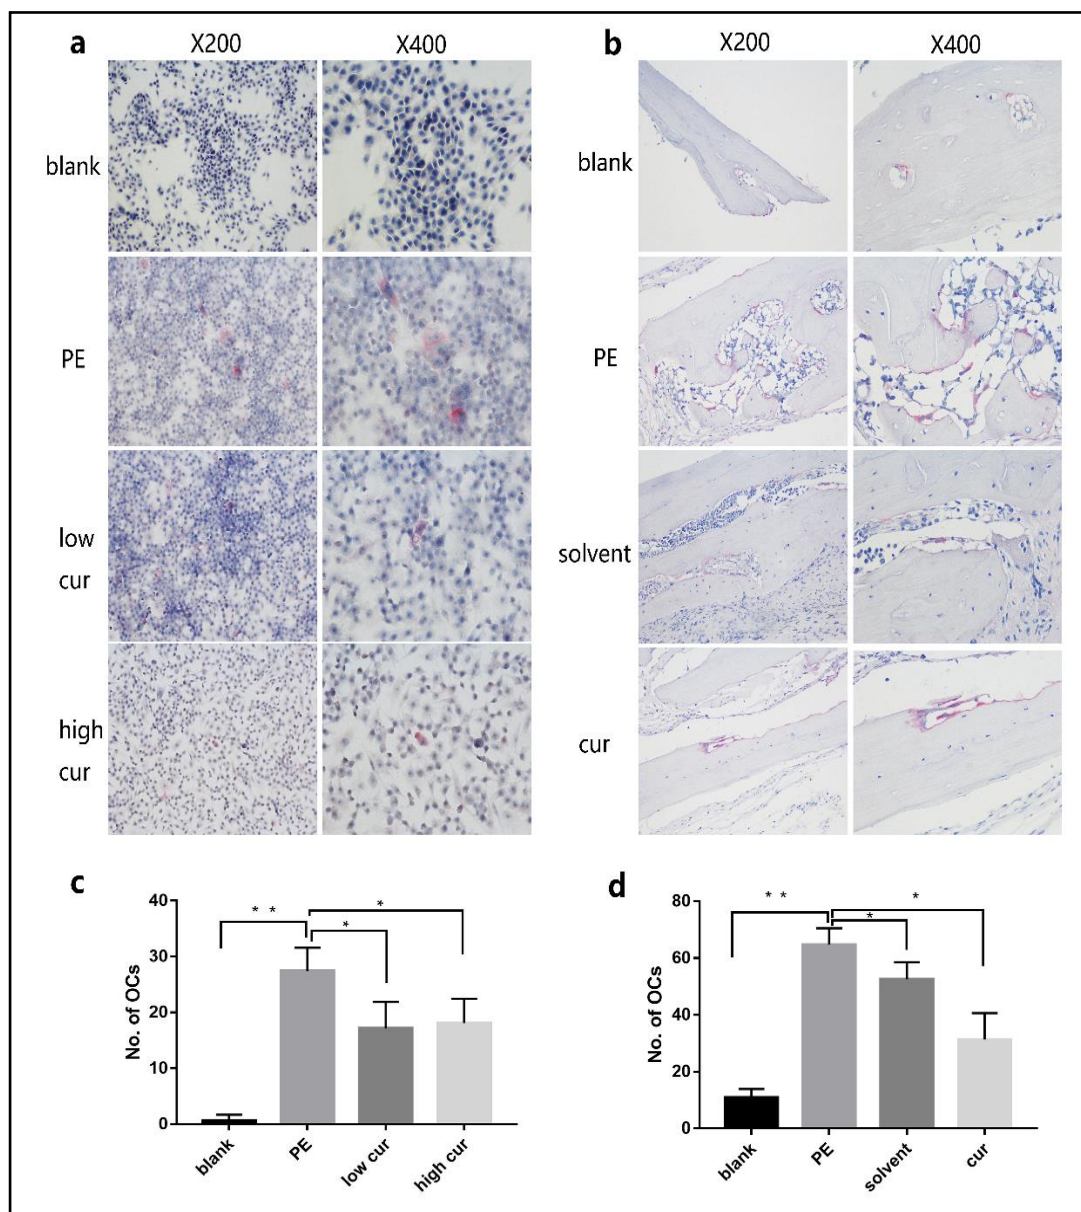 a
X200 X400
blank
PE
low
cur
high
cur
b
X200 X400
blank
PE
solvent
cur
c
No. of OCs
40
30
20
10
0
* *
*
*
blank PE low cur high cur
d
No. of OCs
80
60
40
20
0
* *
*
*
blank PE solvent cur